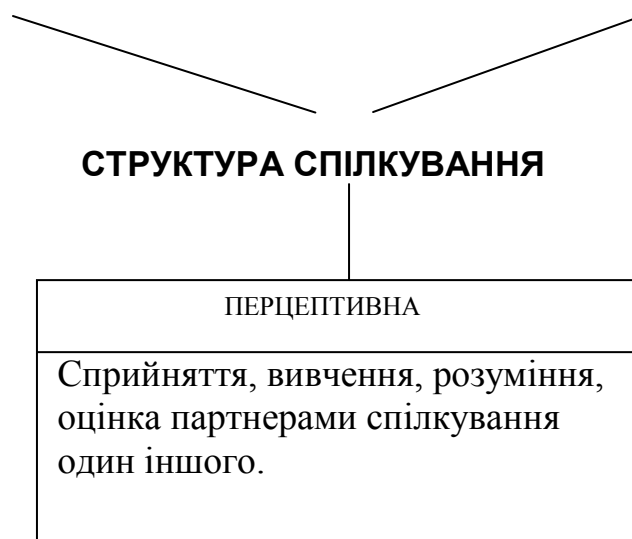 СТРУКТУРА СПІЛКУВАННЯ
ПЕРЦЕПТИВНА
Сприйняття, вивчення, розуміння,
оцінка партнерами спілкування
один іншого.